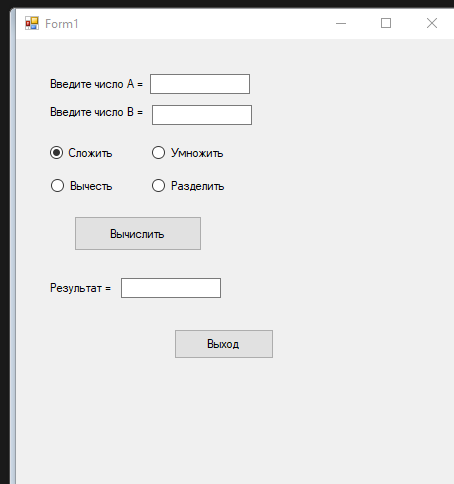 Form1
Введите число A =
Введите число B =
Сложить Умножить
Вычесть Разделить
Вычислить
Результат =
Выход